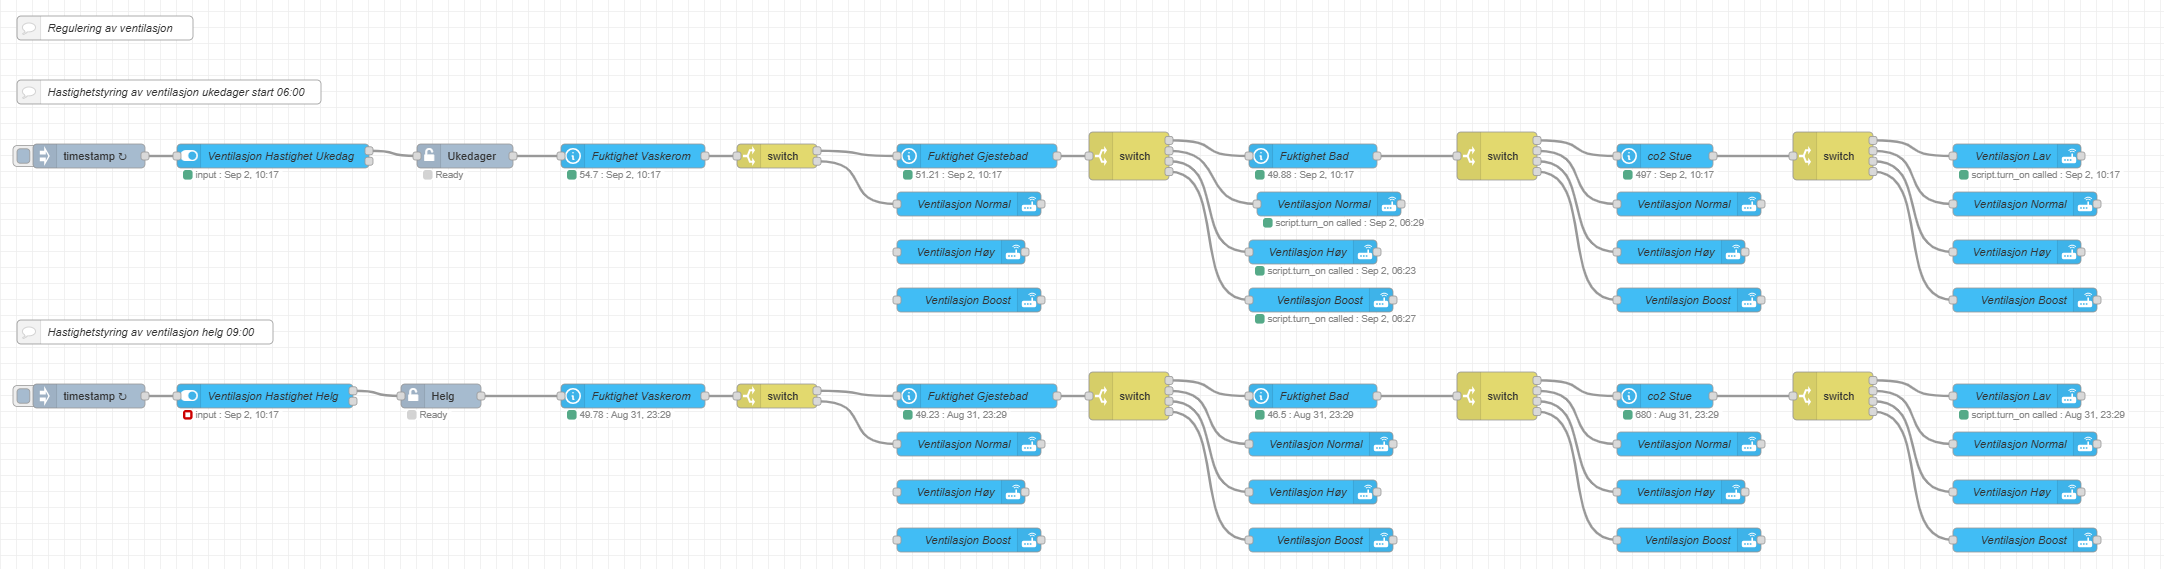 Regulering av ventilasjon
Hastighetstyring av ventilasjon ukedager start 06:00
timestamp ↻
Ventilasjon Hastighet Ukedag
input : Sep 2, 10:17
Ukedager
Ready
Fuktighet Vaskerom
54.7 : Sep 2, 10:17
switch
Fuktighet Gjestebad
51.21 : Sep 2, 10:17
switch
Fuktighet Bad
49.88 : Sep 2, 10:17
switch
co2 Stue
497 : Sep 2, 10:17
switch
Ventilasjon Lav
script.turn_on called : Sep 2, 10:17
Ventilasjon Normal
Ventilasjon Normal
script.turn_on called : Sep 2, 06:29
Ventilasjon Normal
Ventilasjon Normal
Ventilasjon Høy
Ventilasjon Høy
script.turn_on called : Sep 2, 06:23
Ventilasjon Høy
Ventilasjon Høy
Ventilasjon Boost
Ventilasjon Boost
script.turn_on called : Sep 2, 06:27
Ventilasjon Boost
Ventilasjon Boost
Hastighetstyring av ventilasjon helg 09:00
timestamp ↻
Ventilasjon Hastighet Helg
input : Sep 2, 10:17
Helg
Ready
Fuktighet Vaskerom
49.78 : Aug 31, 23:29
switch
Fuktighet Gjestebad
49.23 : Aug 31, 23:29
switch
Fuktighet Bad
46.5 : Aug 31, 23:29
switch
co2 Stue
680 : Aug 31, 23:29
switch
Ventilasjon Lav
script.turn_on called : Aug 31, 23:29
Ventilasjon Normal
Ventilasjon Normal
Ventilasjon Normal
Ventilasjon Normal
Ventilasjon Høy
Ventilasjon Høy
Ventilasjon Høy
Ventilasjon Høy
Ventilasjon Boost
Ventilasjon Boost
Ventilasjon Boost
Ventilasjon Boost